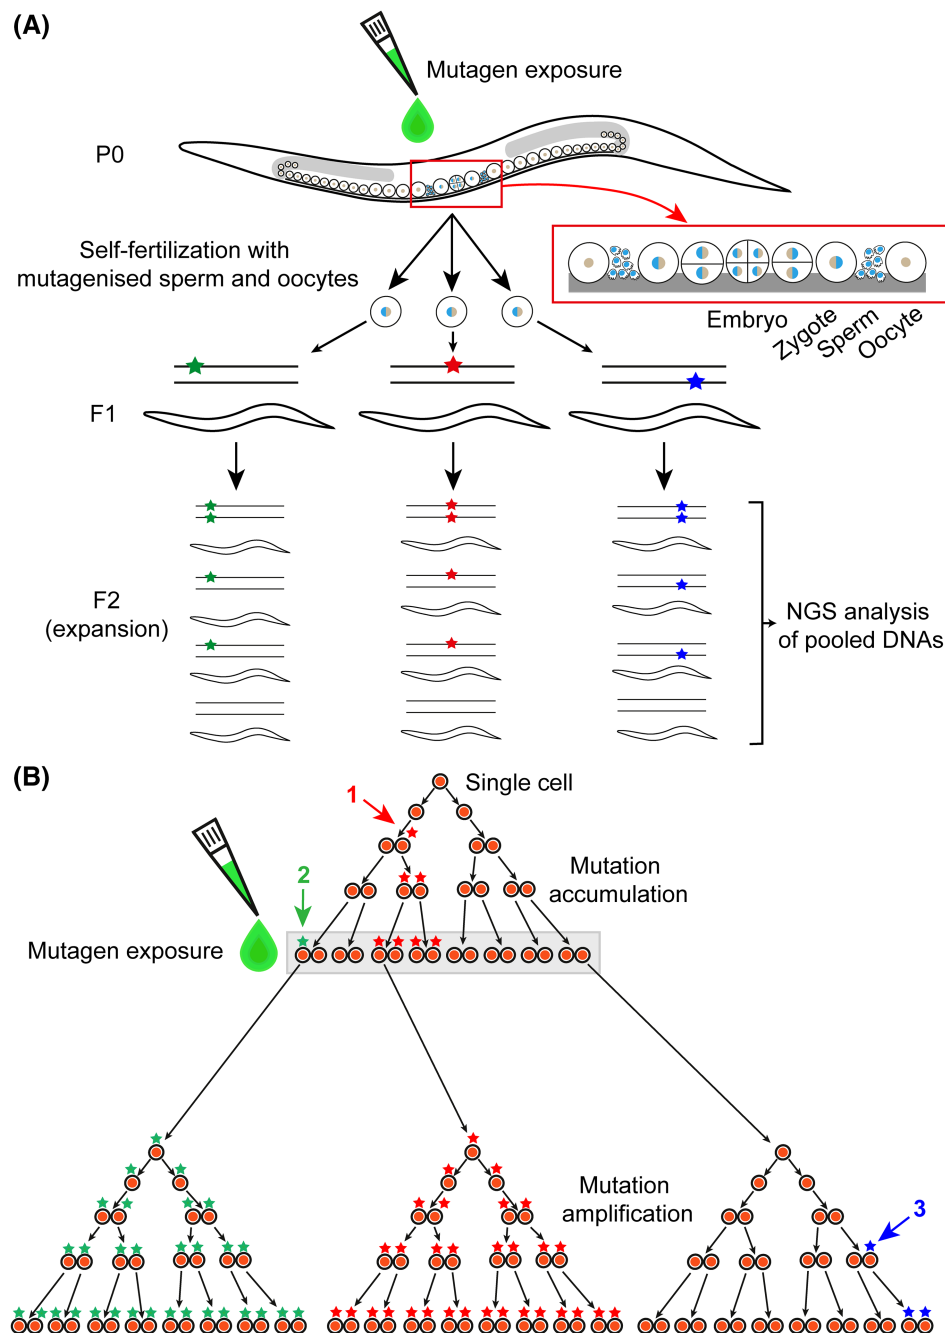 (A)
Mutagen exposure
P0
Self-fertilization with
mutagenised sperm and oocytes
Embryo
Zygote
Sperm
Oocyte
F1
F2
(expansion)
NGS analysis
of pooled DNAs
(B)
Single cell
1
Mutation
accumulation
2
Mutagen exposure
Mutation
amplification
3